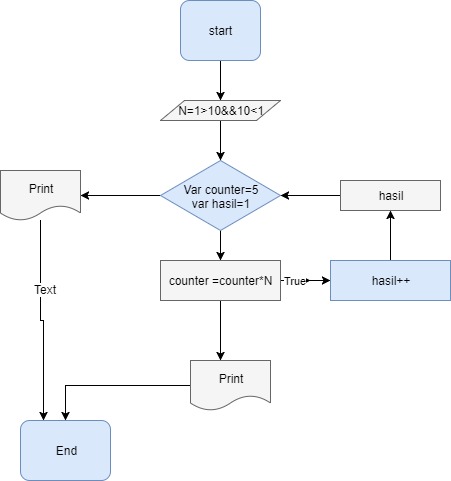 start
N=1>10&&10<1
Var counter=5
var hasil=1
Print
hasil
counter =counter*N
True
hasil++
Text
Print
End